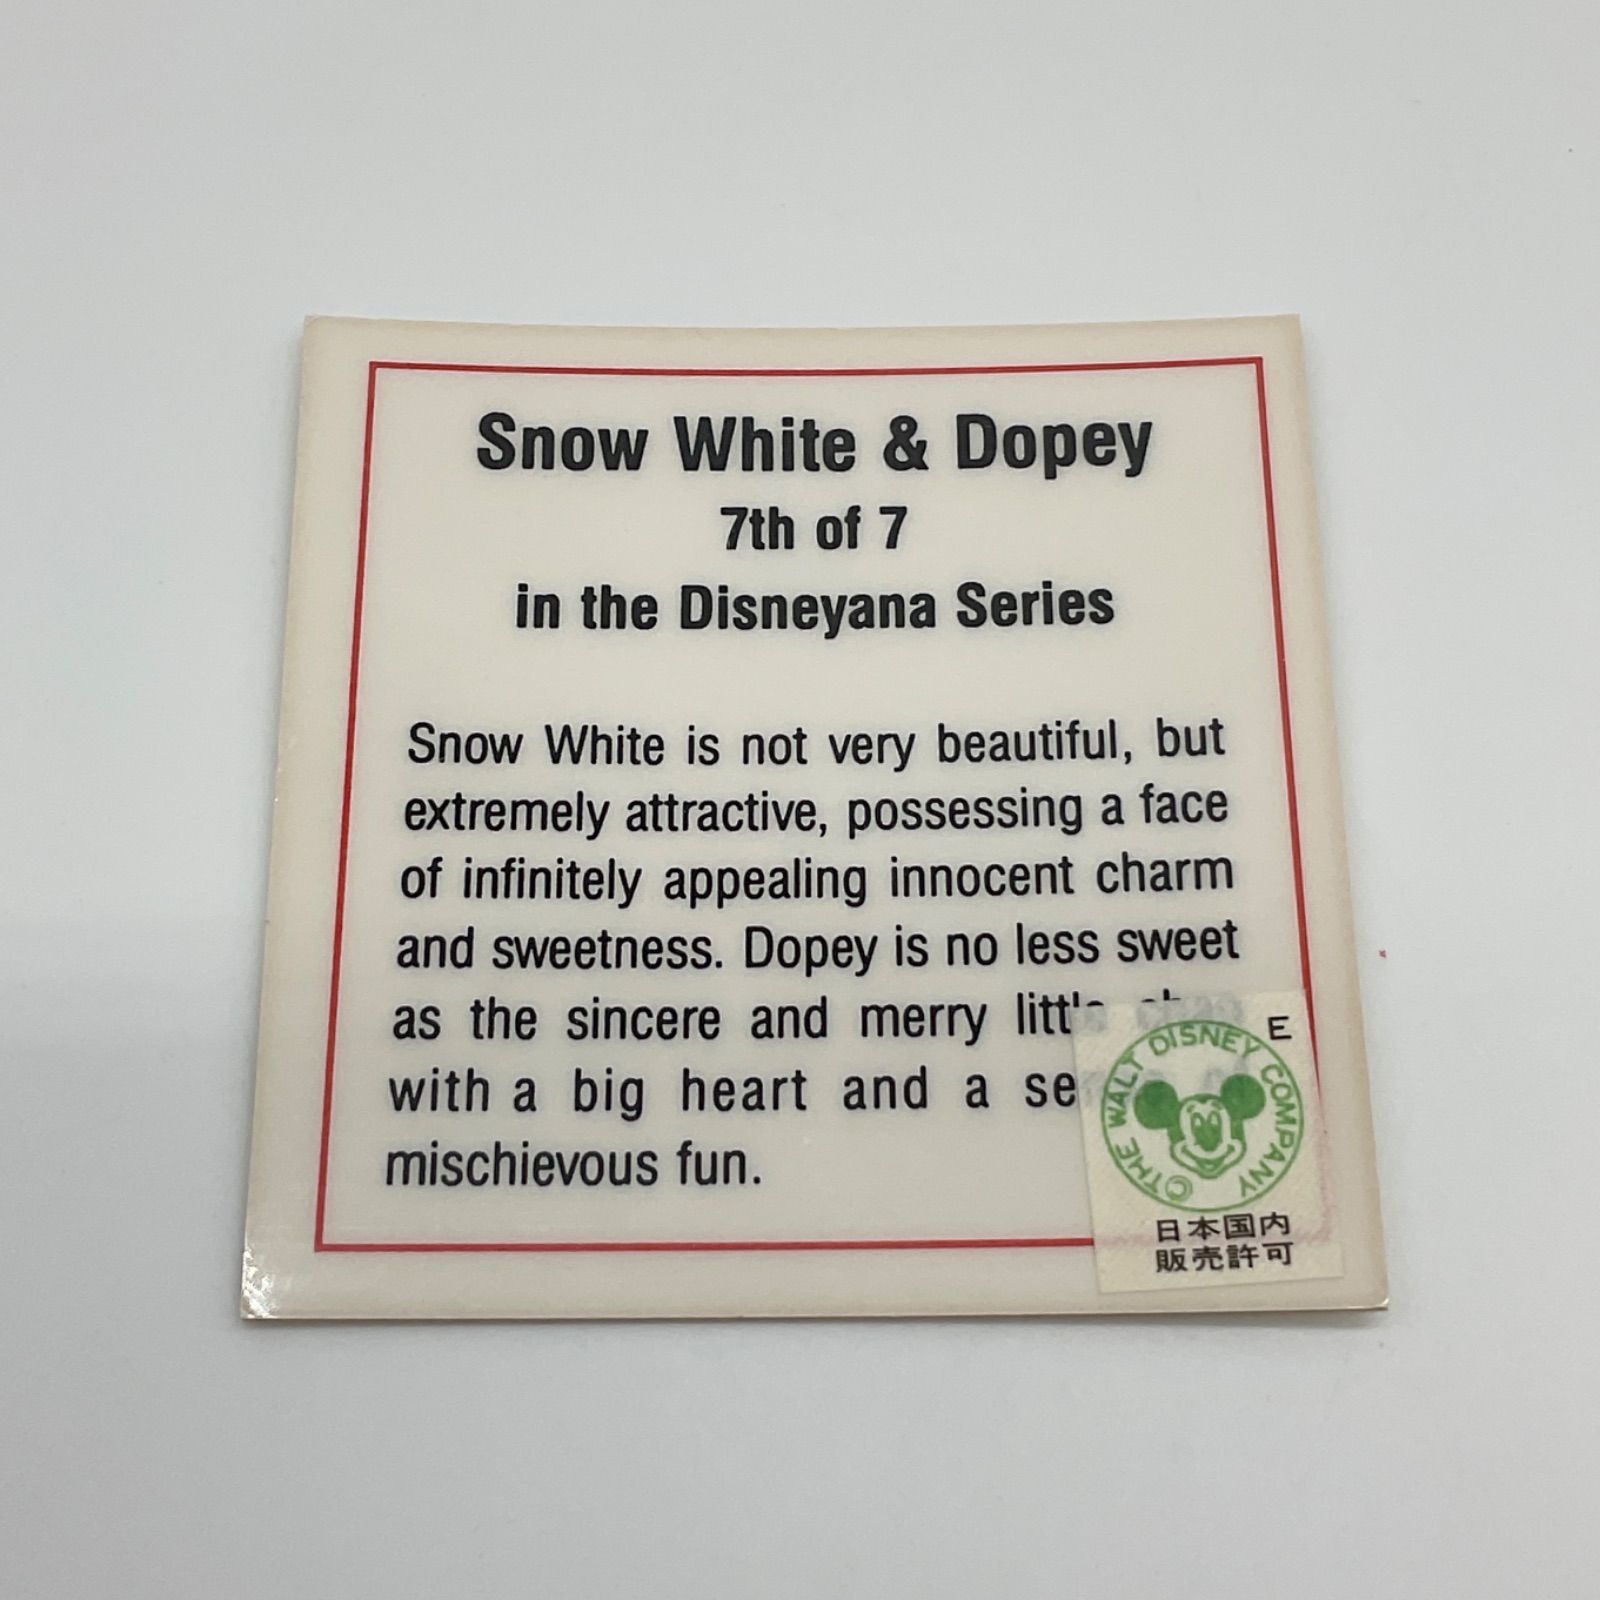 Snow White & Dopey
7th of 7
in the Disneyana Series
Snow White is not very beautiful, but
extremely attractive, possessing a face
of infinitely appealing innocent charm
and sweetness. Dopey is no less sweet
as the sincere and merry little
with a big heart and a
mischievous fun.
E
©THE WALT DISNEY COMPANY
日本国内
販売許可